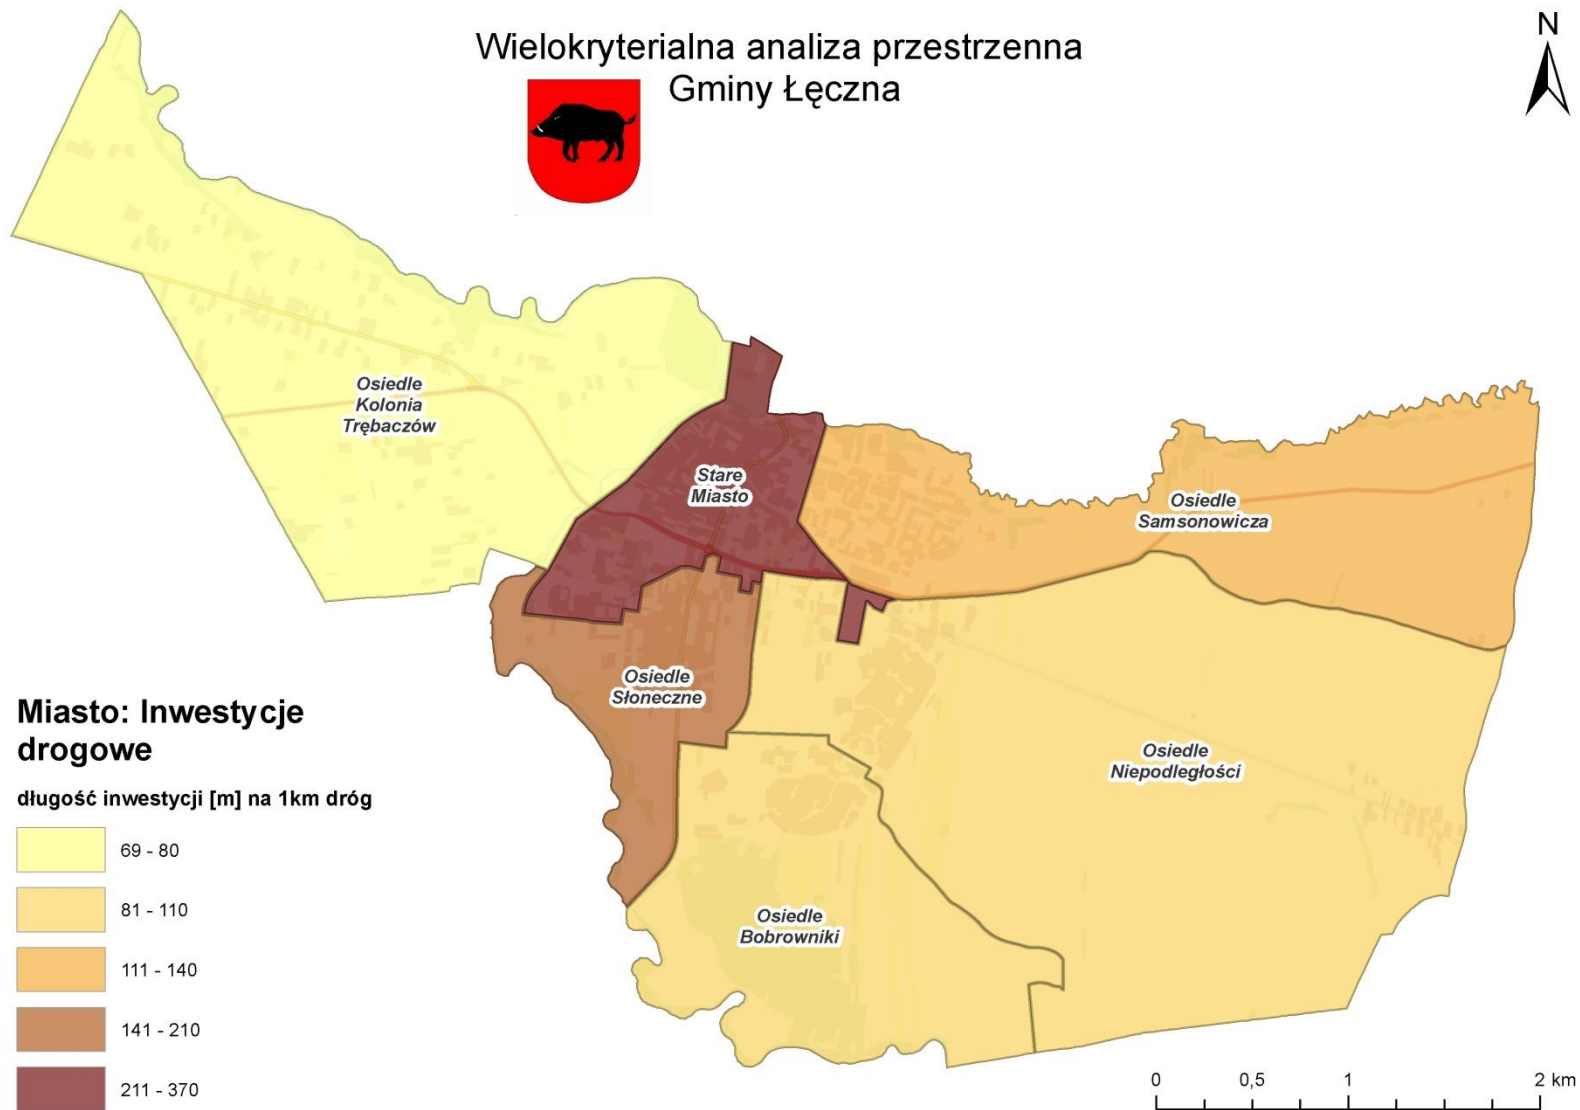 Wielokryterialna analiza przestrzenna
Gminy Łęczna
N
Osiedle
Kolonia
Trębaczów
Stare
Miasto
Osiedle
Samsonowicza
Osiedle
Słoneczne
Osiedle
Niepodległości
Osiedle
Bobrowniki
Miasto: Inwestycje
drogowe
długość inwestycji [m] na 1km dróg
69 - 80
81 - 110
111 - 140
141 - 210
211 - 370
0 0,5 1 2 km